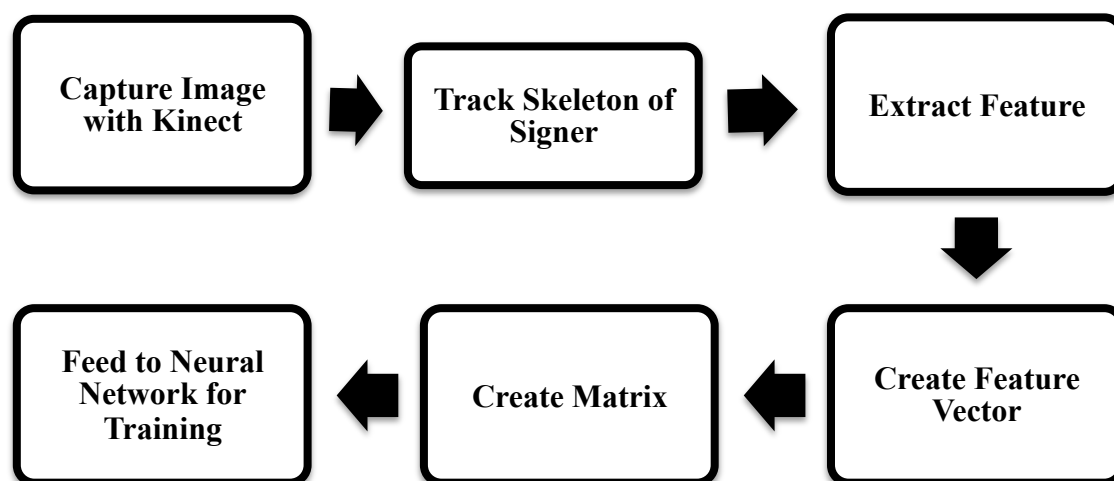 Capture Image
with Kinect
Track Skeleton of
Signer
Extract Feature
Create Feature
Vector
Create Matrix
Feed to Neural
Network for
Training